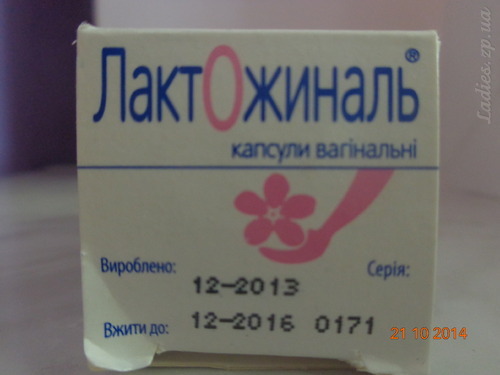 ЛактОжиналь®
капсули вагінальні
Вироблено: Серія:
12-2013
Вжити до: 12-2016 0171
21 10 2014
Ladies.zp.ua